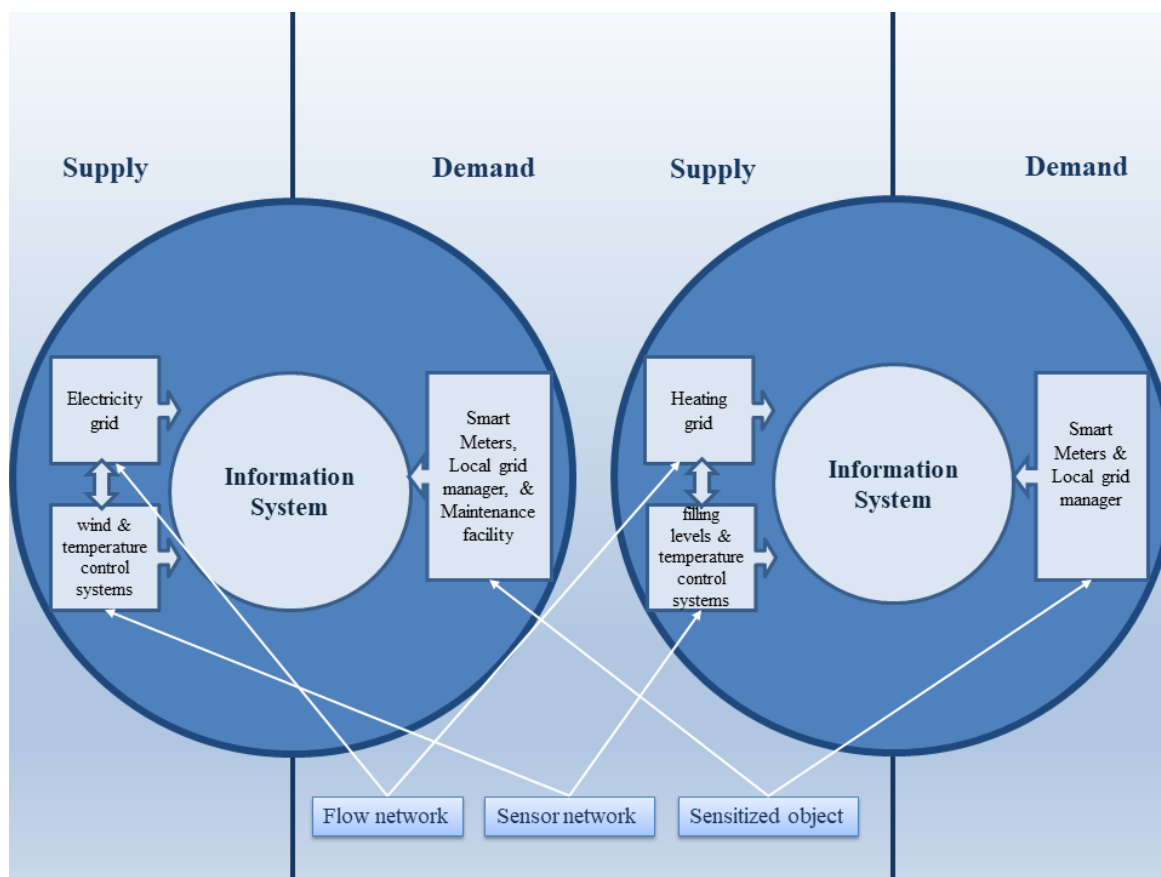 Supply
Demand
Supply
Demand
Electricity
grid
wind &
temperature
control
systems
Information
System
Smart
Meters,
Local grid
manager, &
Maintenance
facility
Heating
grid
filling
levels &
temperature
control
systems
Information
System
Smart
Meters &
Local grid
manager
Flow network
Sensor network
Sensitized object